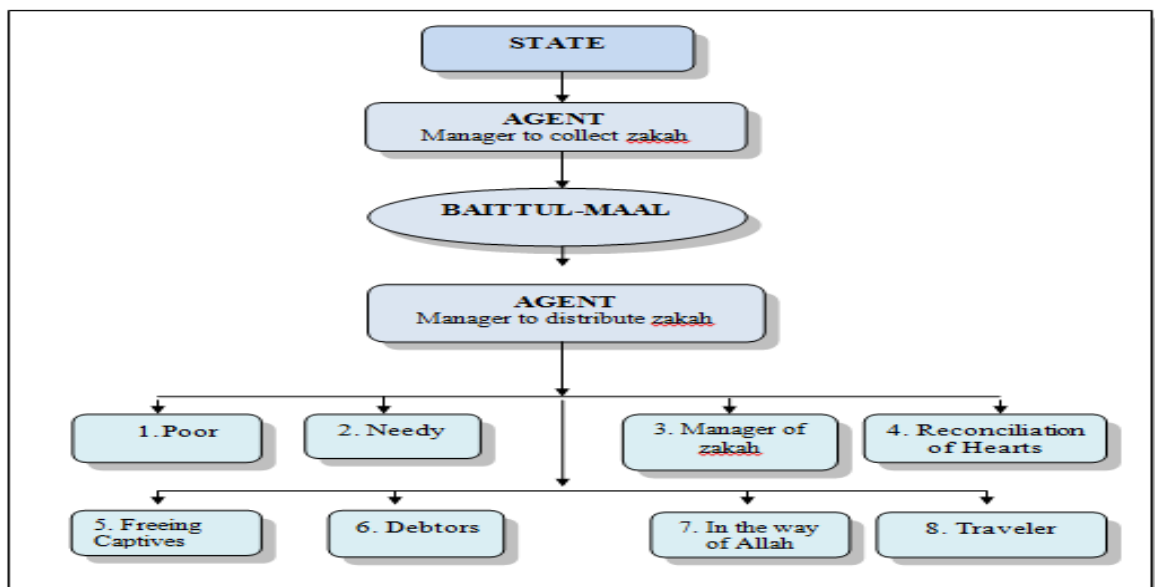 STATE
AGENT
Manager to collect zakah
BAITTUL-MAAL
AGENT
Manager to distribute zakah
1.Poor
2. Needy
3. Manager of
zakah
4. Reconciliation
of Hearts
5. Freeing
Captives
6. Debtors
7. In the way
of Allah
8. Traveler